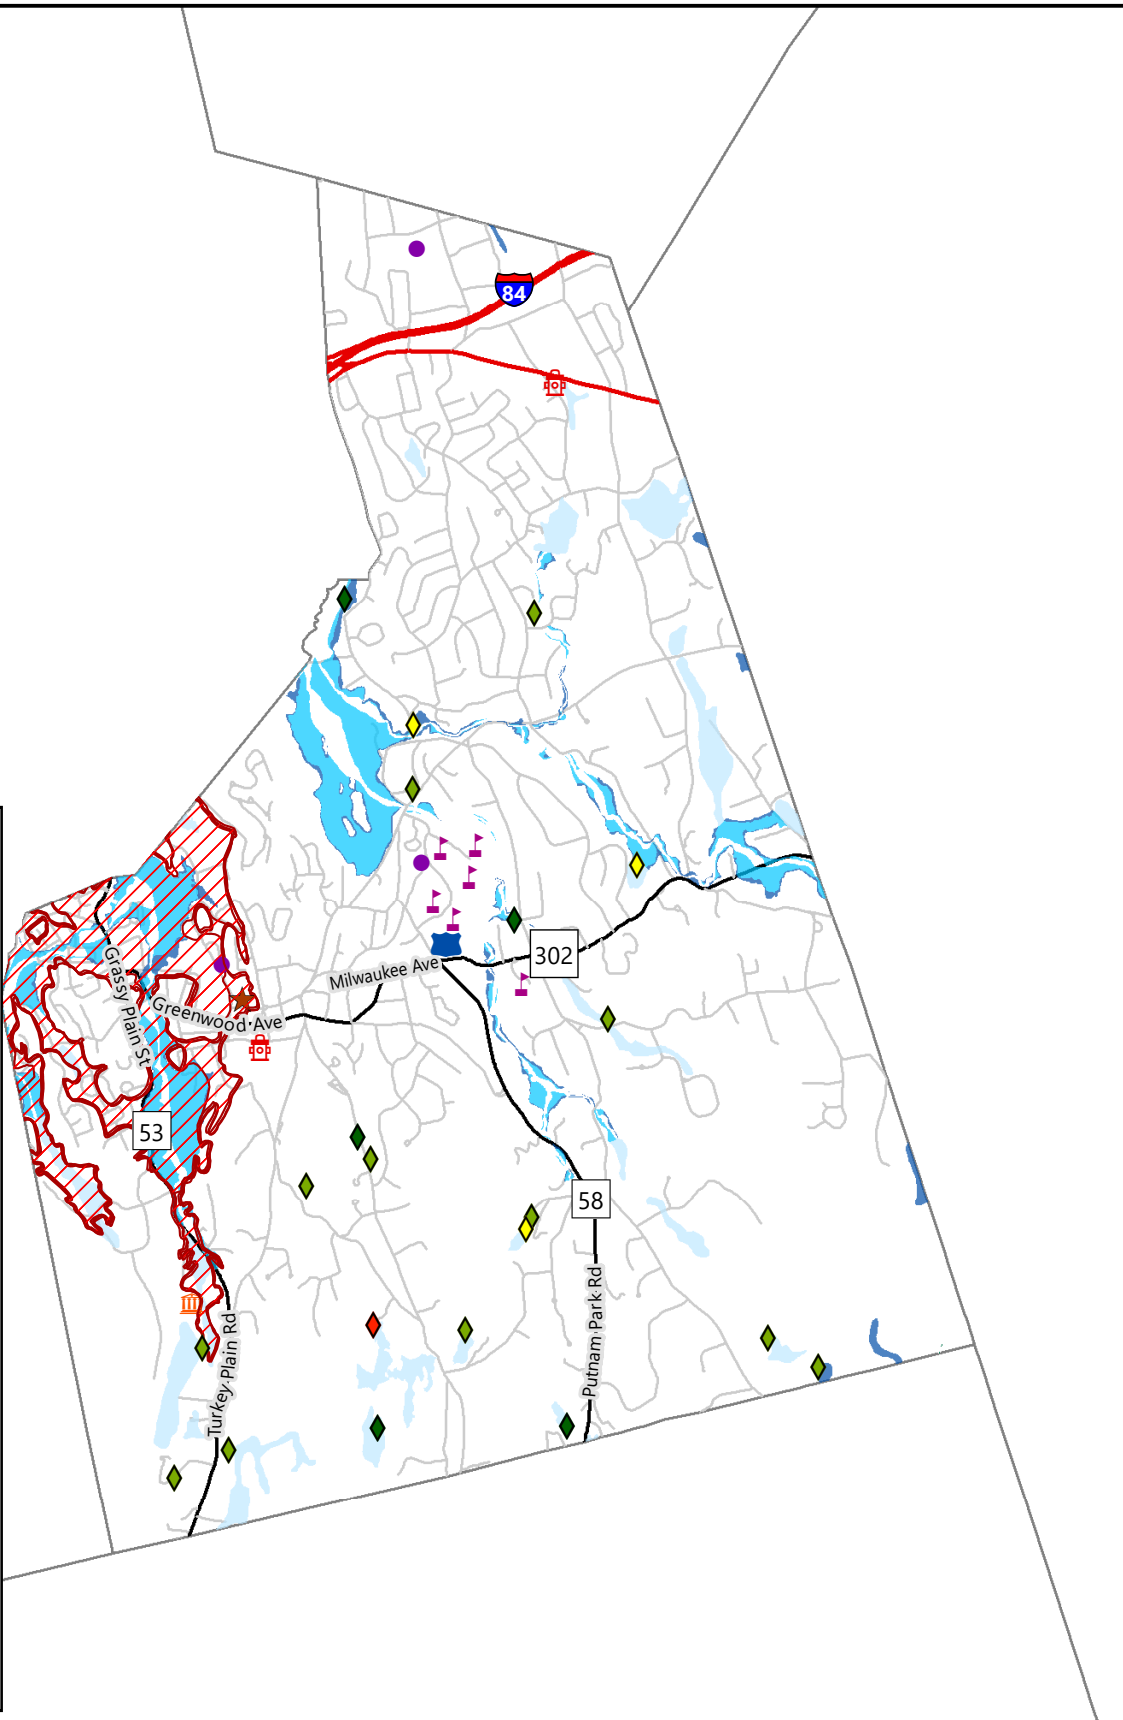 84
302
Milwaukee Ave
Grassy Plain St
Greenwood Ave
53
58
Putnam Park Rd
Turkey Plain Rd